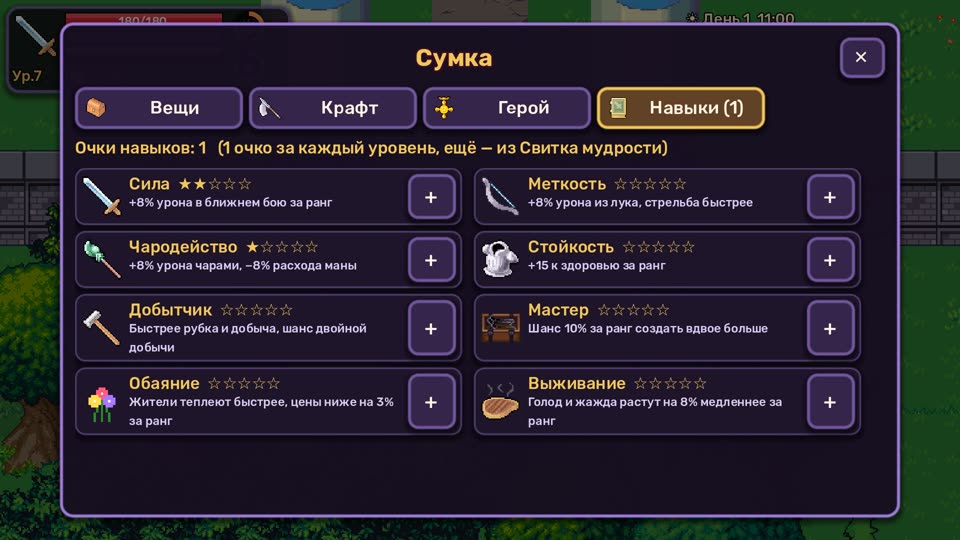 180/180
День 1, 11:00
Ур.7
Сумка
×
Вещи
Крафт
Герой
Навыки (1)
Очки навыков: 1 (1 очко за каждый уровень, ещё — из Свитка мудрости)
Сила ★★☆☆☆
+8% урона в ближнем бою за ранг
+
Меткость ☆☆☆☆☆
+8% урона из лука, стрельба быстрее
+
Чародейство ★☆☆☆☆
+8% урона чарами, −8% расхода маны
+
Стойкость ☆☆☆☆☆
+15 к здоровью за ранг
+
Добытчик ☆☆☆☆☆
Быстрее рубка и добыча, шанс двойной
добычи
+
Мастер ☆☆☆☆☆
Шанс 10% за ранг создать вдвое больше
+
Обаяние ☆☆☆☆☆
Жители теплеют быстрее, цены ниже на 3%
за ранг
+
Выживание ☆☆☆☆☆
Голод и жажда растут на 8% медленнее за
ранг
+